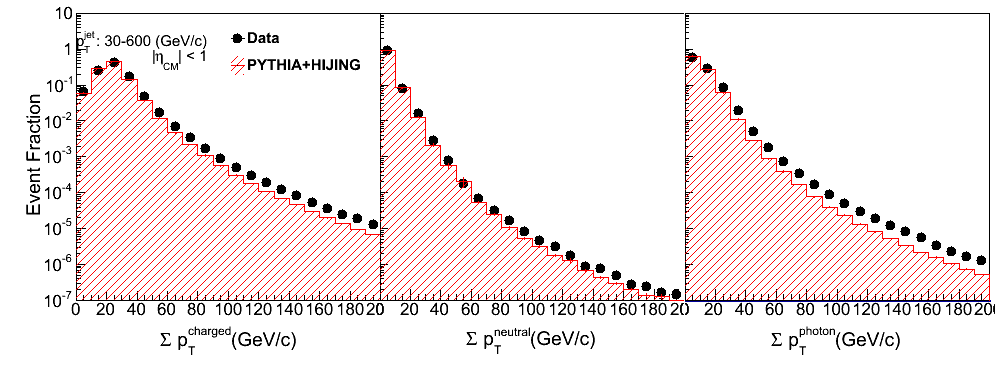 10
1
10⁻¹
10⁻²
10⁻³
10⁻⁴
10⁻⁵
10⁻⁶
10⁻⁷
Event Fraction
p_T^jet : 30-600 (GeV/c)
|η_CM| < 1
Data
PYTHIA+HIJING
0 20 40 60 80 100 120 140 160 180
0 20 40 60 80 100 120 140 160 180
0 20 40 60 80 100 120 140 160 180 200
Σ p_T^charged(GeV/c)
Σ p_T^neutral(GeV/c)
Σ p_T^photon(GeV/c)